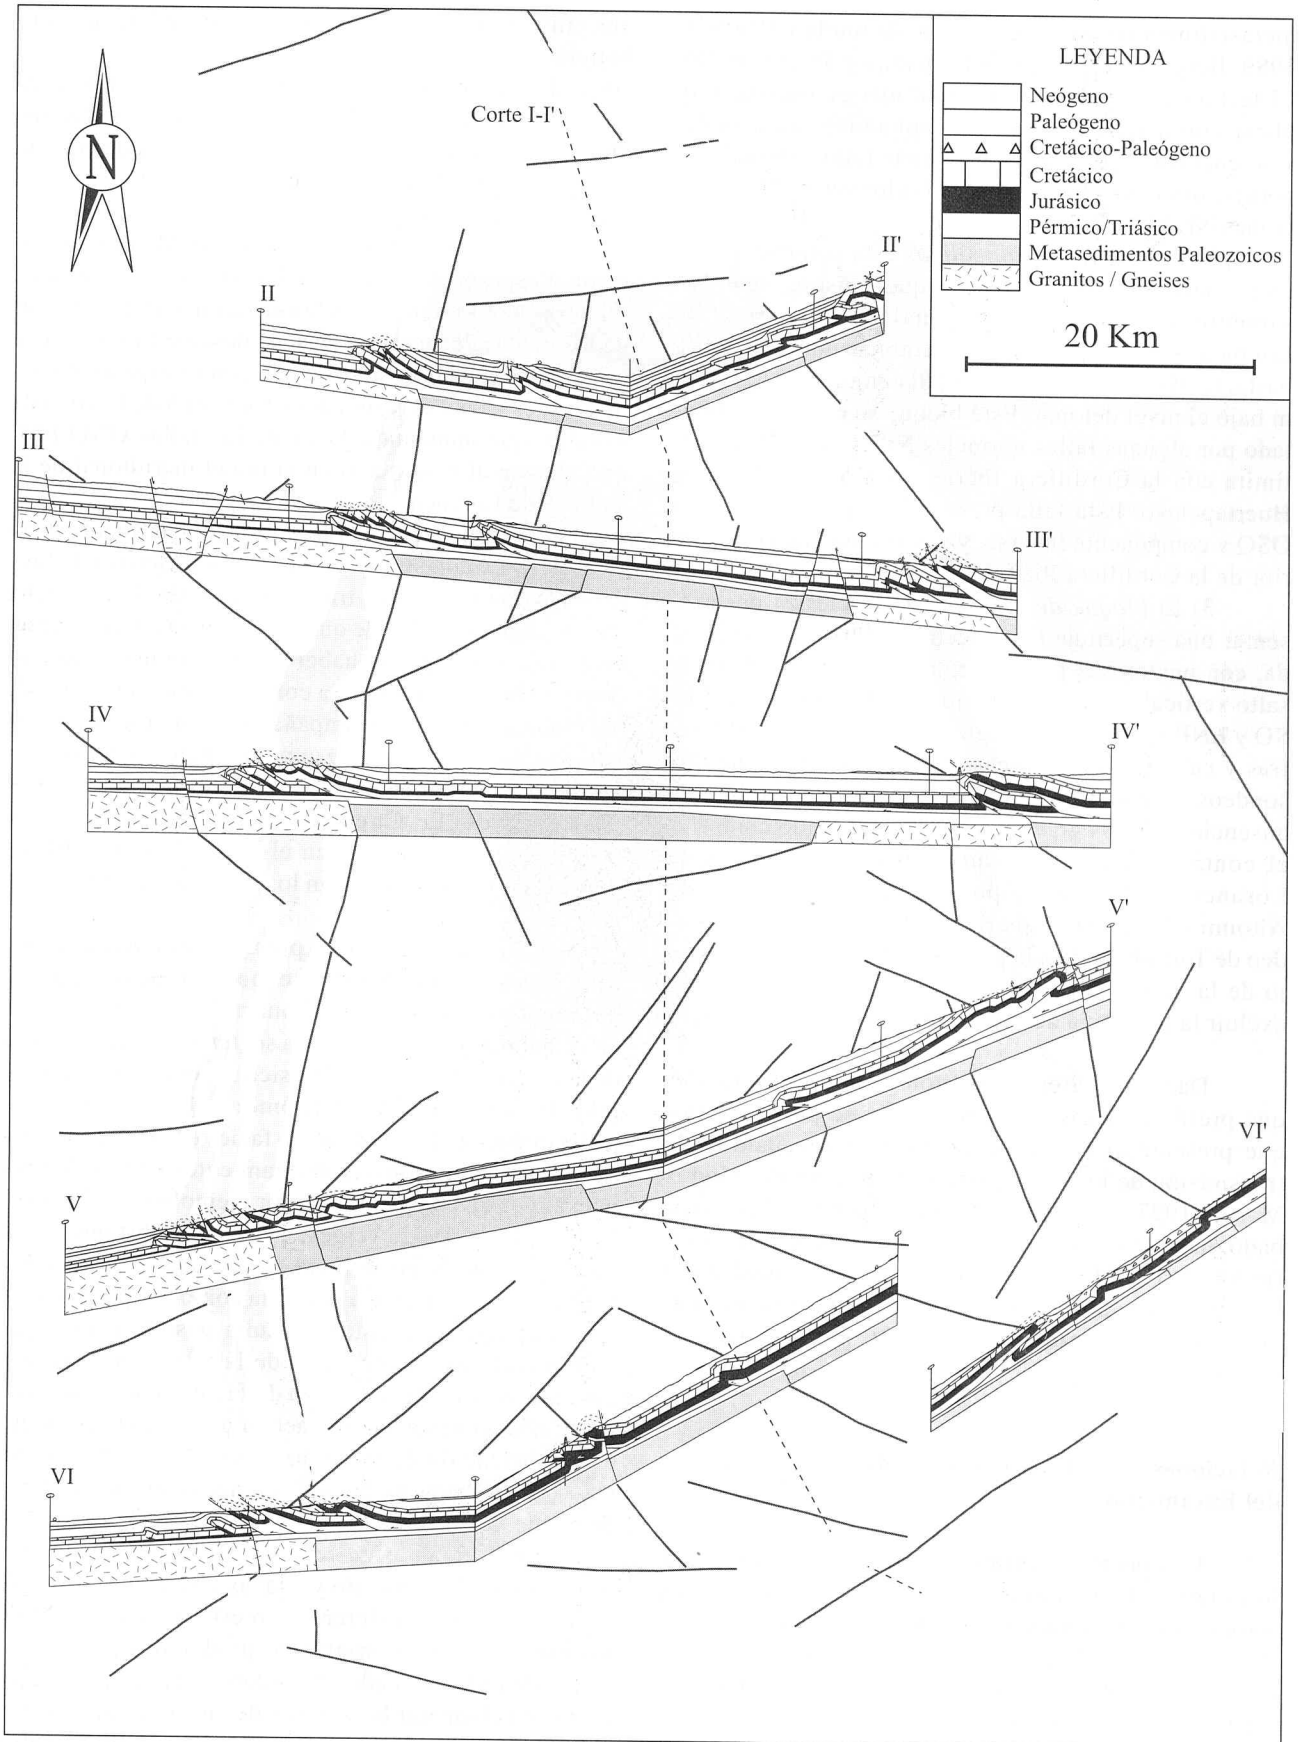 LEYENDA
Neógeno
Paleógeno
Cretácico-Paleógeno
Cretácico
Jurásico
Pérmico/Triásico
Metasedimentos Paleozoicos
Granitos / Gneises
20 Km
N
Corte I-I'
II
II'
III
III'
IV
IV'
V
V'
VI
VI'